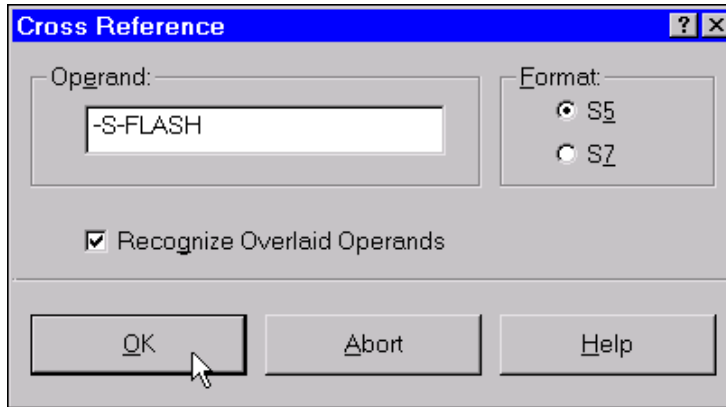 Cross Reference
Operand:
-S-FLASH
Format:
S5
S7
Recognize Overlaid Operands
OK
Abort
Help